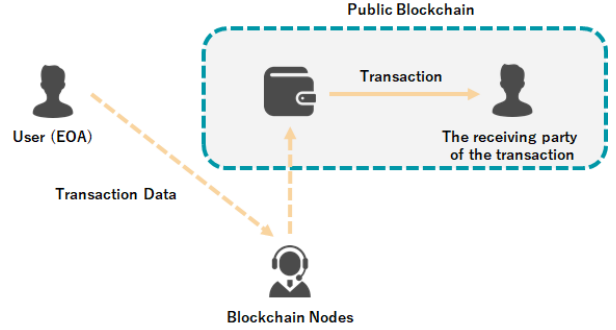 Public Blockchain
Transaction
User (EOA)
The receiving party
of the transaction
Transaction Data
Blockchain Nodes